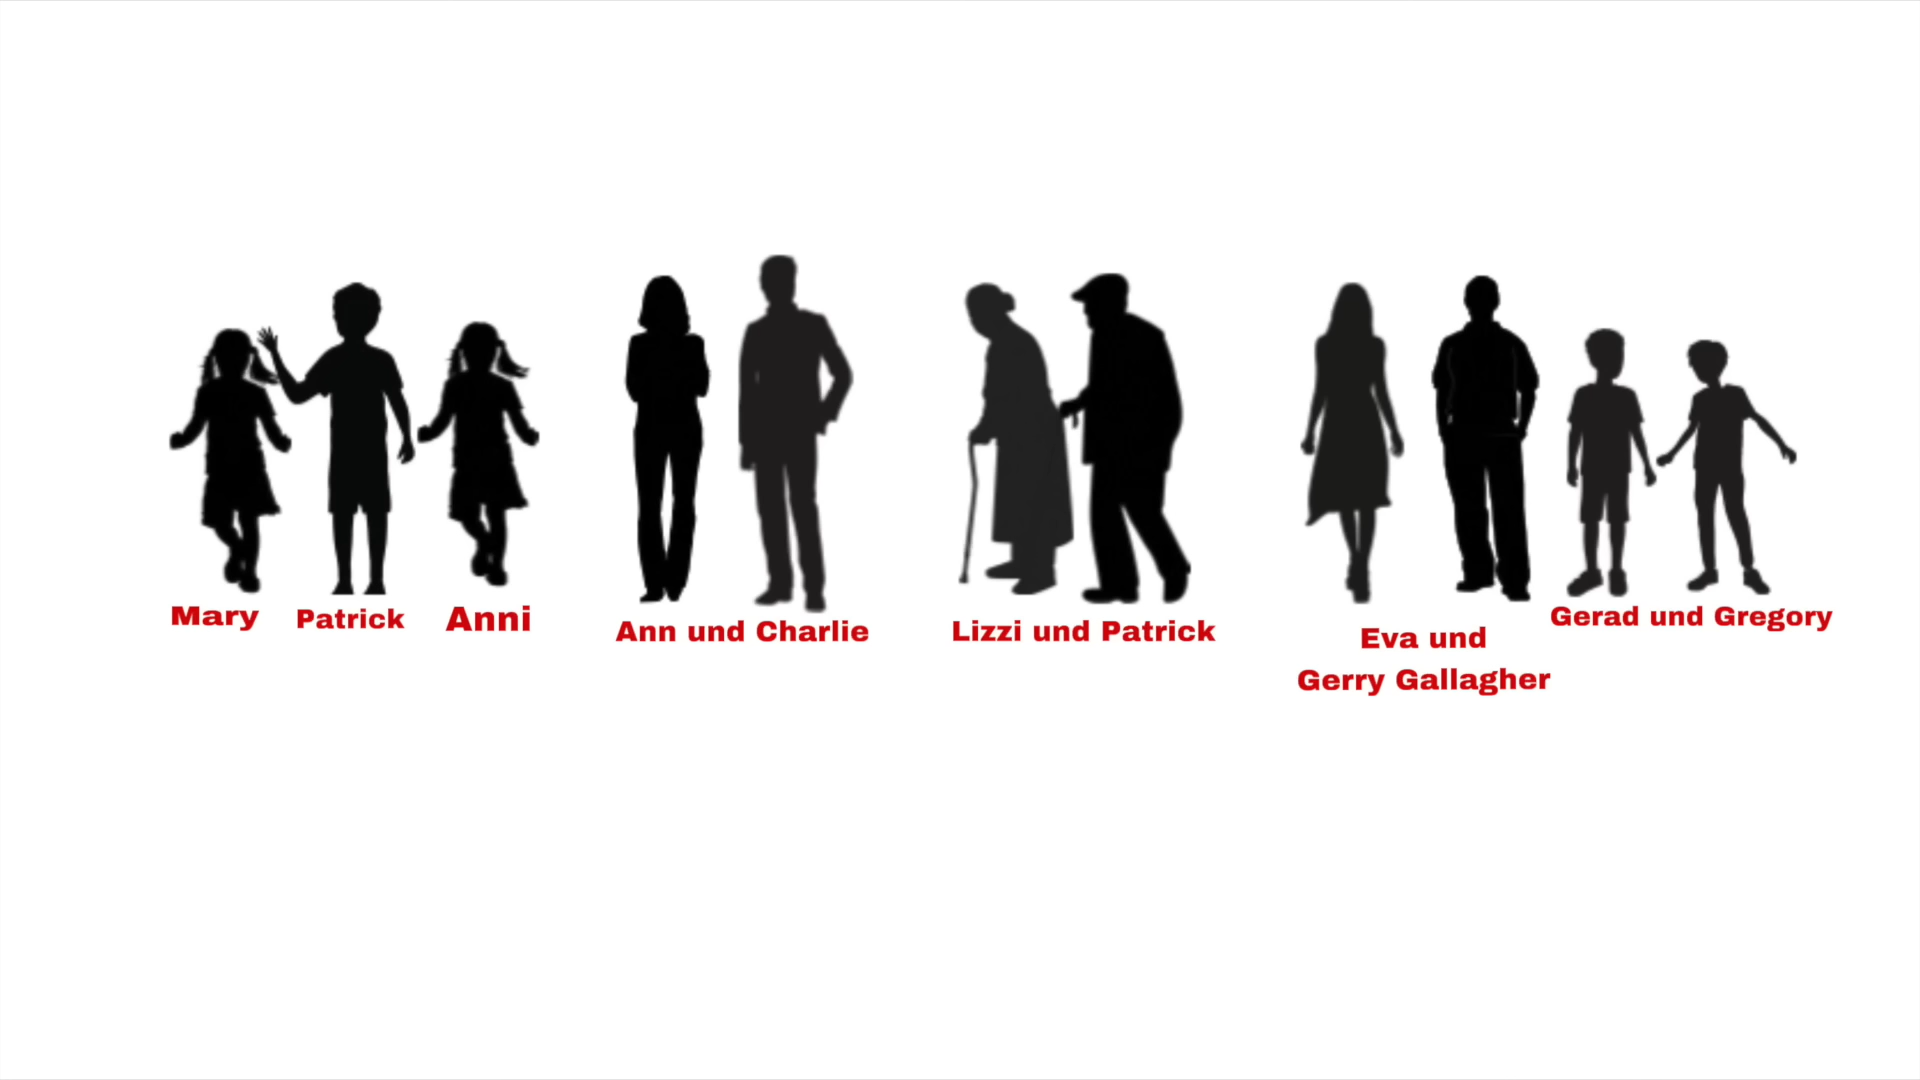 Mary
Patrick
Anni
Ann und Charlie
Lizzi und Patrick
Eva und
Gerry Gallagher
Gerad und Gregory